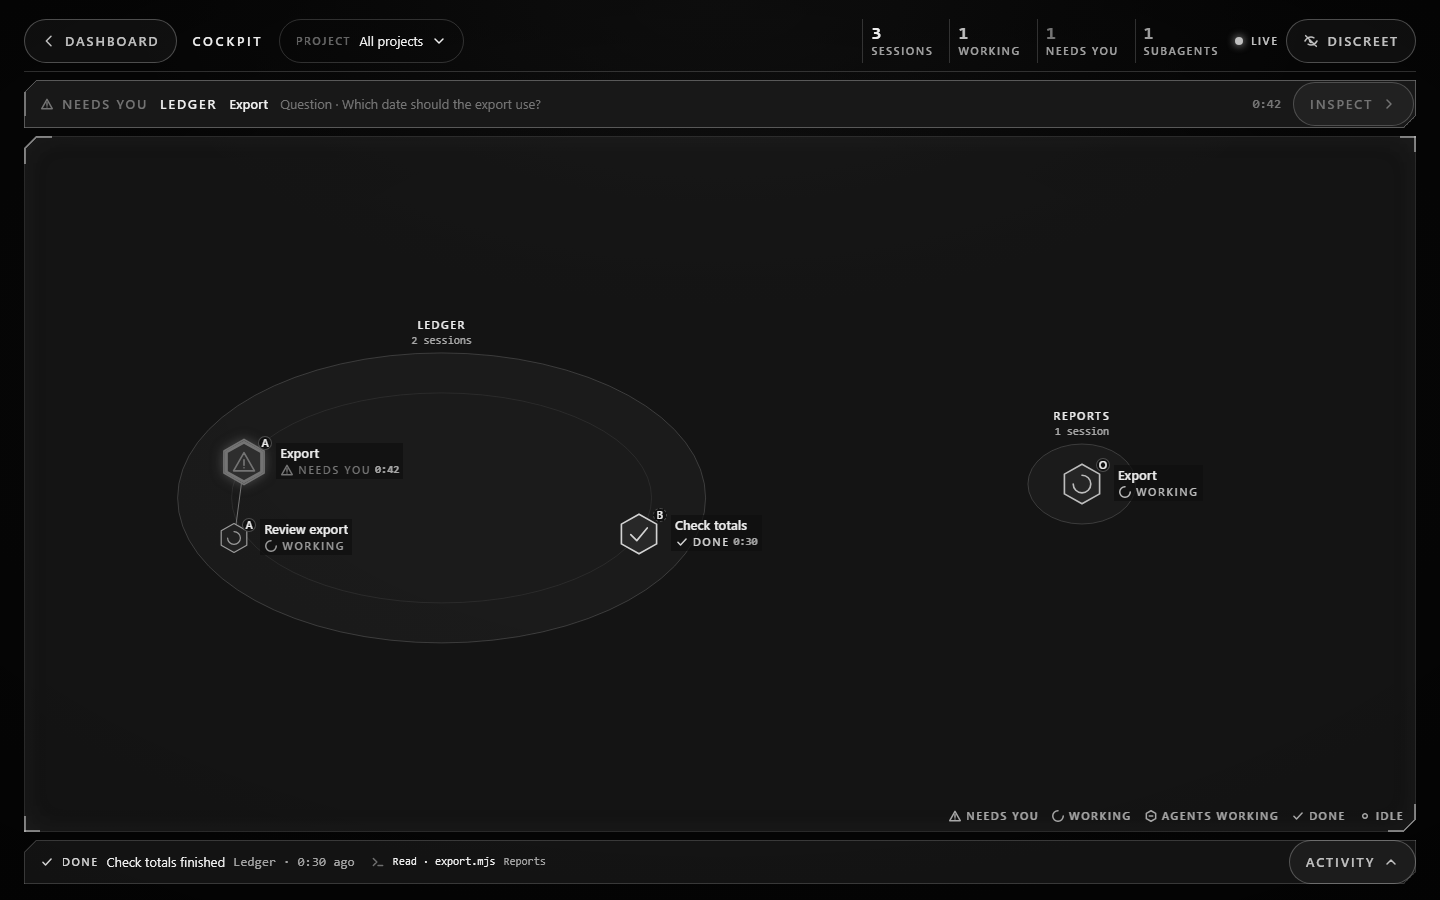 DASHBOARD COCKPIT PROJECT All projects
3 SESSIONS
1 WORKING
1 NEEDS YOU
1 SUBAGENTS
LIVE
DISCREET
NEEDS YOU LEDGER Export Question · Which date should the export use? 0:42 INSPECT
LEDGER
2 sessions
A
Export
NEEDS YOU 0:42
A
Review export
WORKING
B
Check totals
DONE 0:30
REPORTS
1 session
O
Export
WORKING
NEEDS YOU WORKING AGENTS WORKING DONE IDLE
DONE Check totals finished Ledger · 0:30 ago Read · export.mjs Reports ACTIVITY